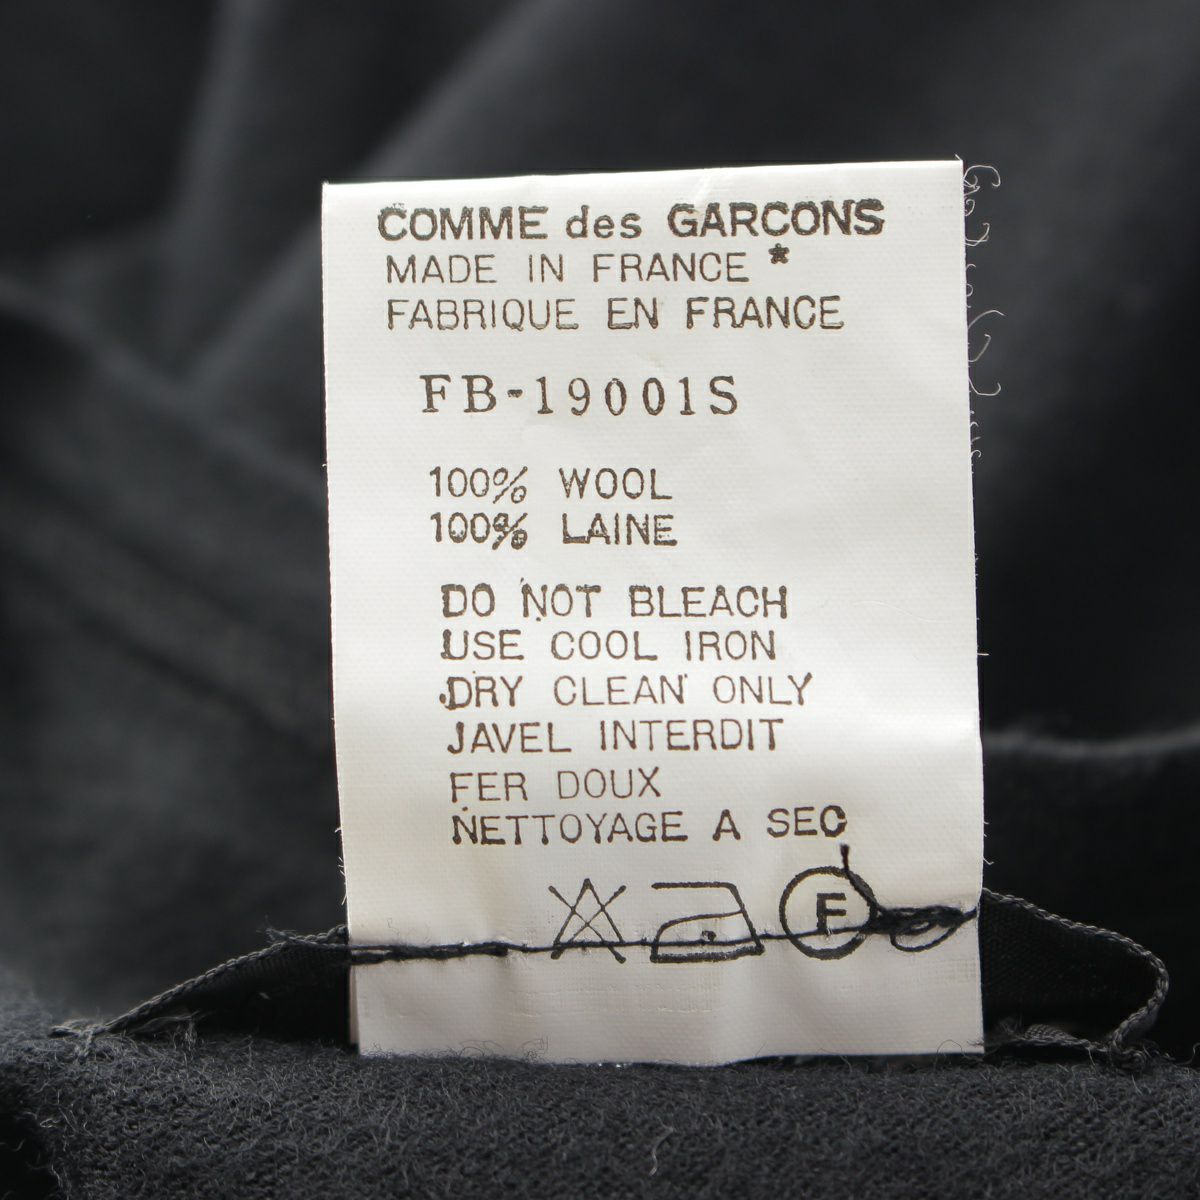 COMME des GARCONS
MADE IN FRANCE *
FABRIQUE EN FRANCE
FB-19001S
100% WOOL
100% LAINE
DO NOT BLEACH
USE COOL IRON
DRY CLEAN ONLY
JAVEL INTERDIT
FER DOUX
NETTOYAGE A SEC
F